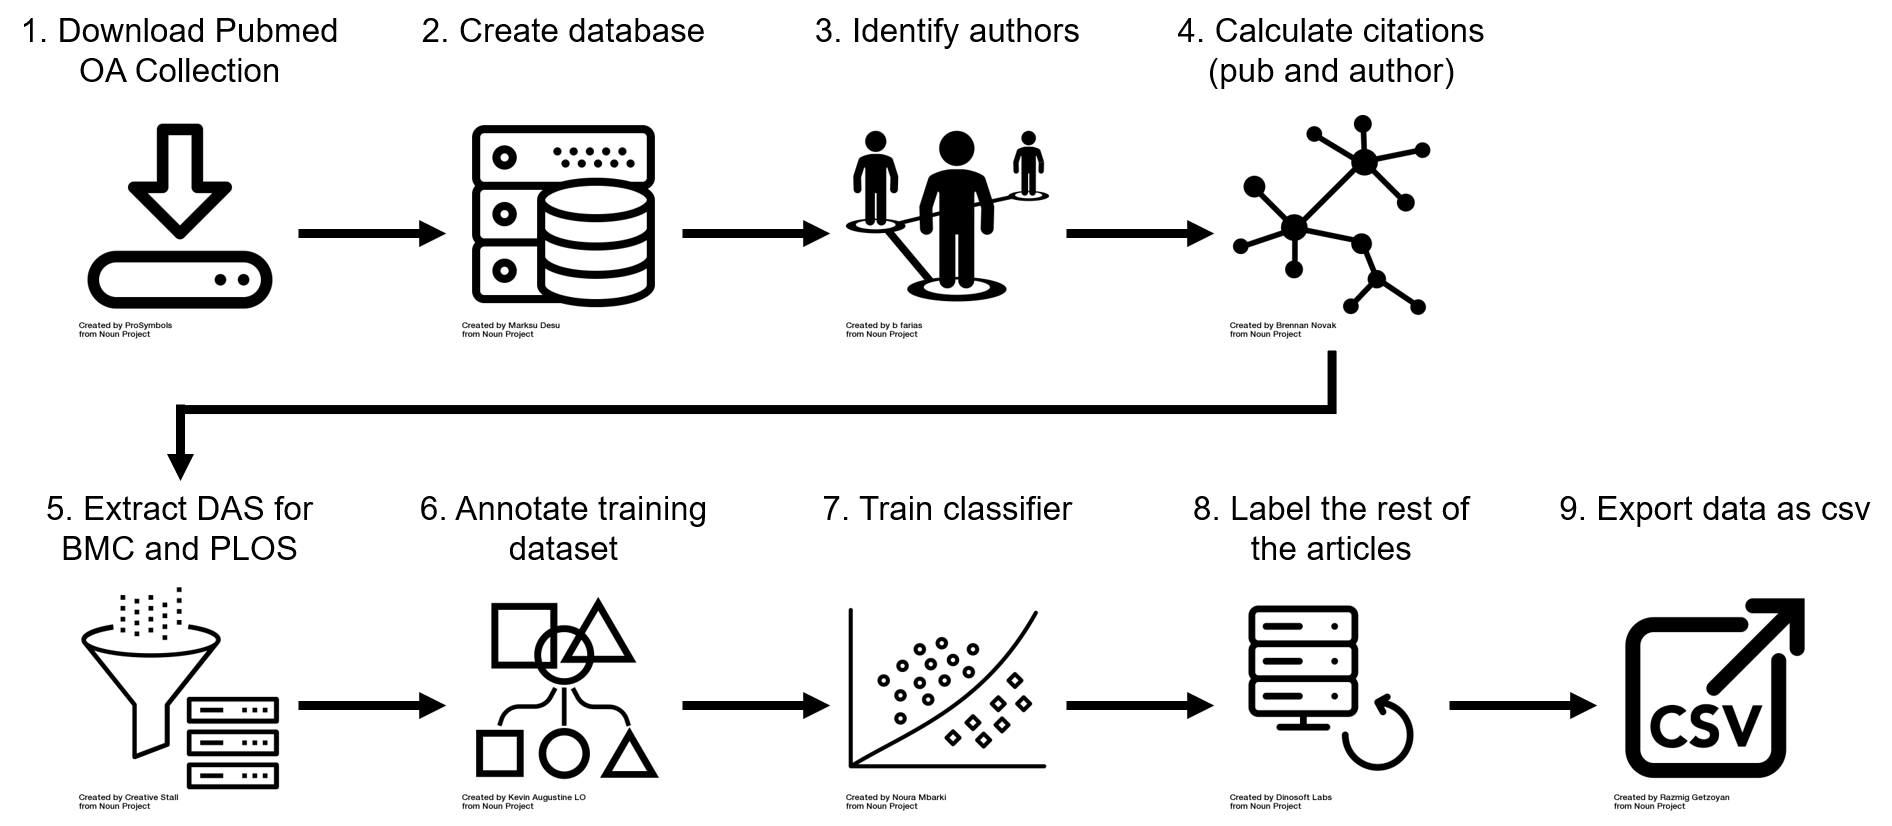 1. Download Pubmed
OA Collection
2. Create database
3. Identify authors
4. Calculate citations
(pub and author)
Created by ProSymbols
from Noun Project
Created by Marksu Desu
from Noun Project
Created by b farias
from Noun Project
Created by Brennan Novak
from Noun Project
5. Extract DAS for
BMC and PLOS
6. Annotate training
dataset
7. Train classifier
8. Label the rest of
the articles
9. Export data as csv
CSV
Created by Creative Stall
from Noun Project
Created by Kevin Augustine LO
from Noun Project
Created by Noura Mbarki
from Noun Project
Created by Dinosoft Labs
from Noun Project
Created by Razmig Getzoyan
from Noun Project